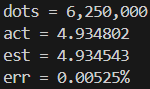 dots = 6,250,000
act = 4.934802
est = 4.934543
err = 0.00525%